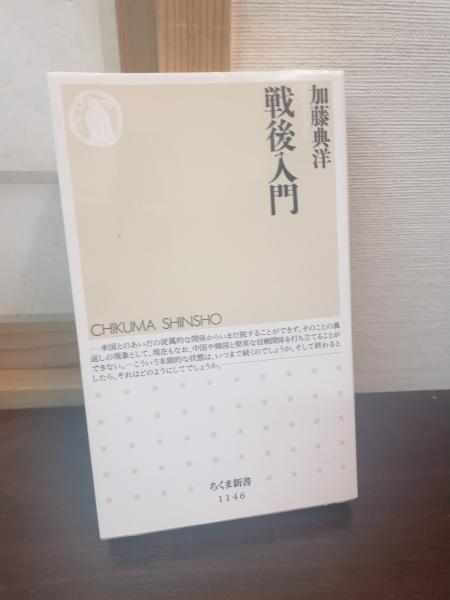 加藤典洋
戦後入門
CHIKUMA SHINSHO
―米国とのあいだの従属的な関係からいまだ脱することができず、そのことの裏
返しの現象として、現在もなお、中国や韓国と堅実な信頼関係を打ち立てることが
できない。―こういう末期的な状態は、いつまで続くのでしょうか。そして終わると
したら、それはどのようにしてでしょうか。―
ちくま新書
1146